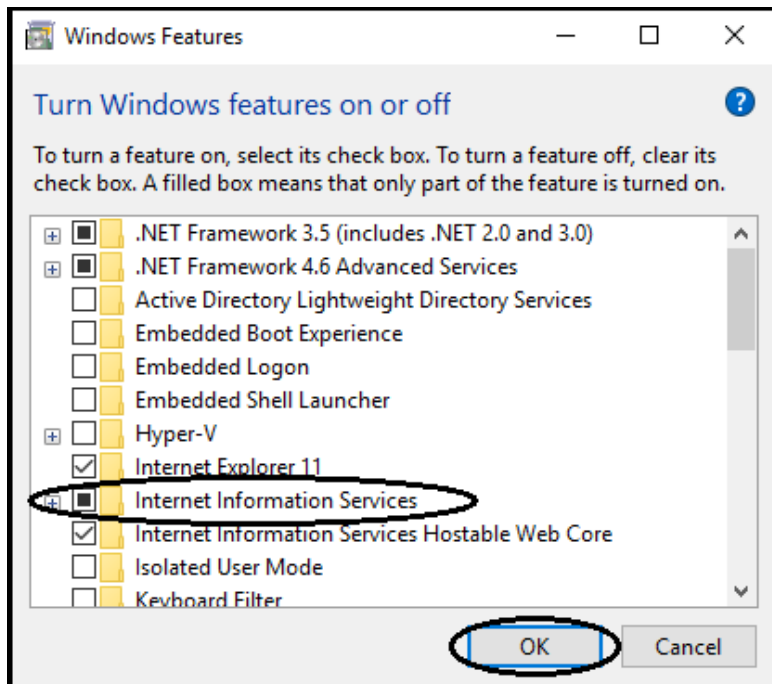 Windows Features
Turn Windows features on or off
?
To turn a feature on, select its check box. To turn a feature off, clear its
check box. A filled box means that only part of the feature is turned on.
.NET Framework 3.5 (includes .NET 2.0 and 3.0)
.NET Framework 4.6 Advanced Services
Active Directory Lightweight Directory Services
Embedded Boot Experience
Embedded Logon
Embedded Shell Launcher
Hyper-V
Internet Explorer 11
Internet Information Services
Internet Information Services Hostable Web Core
Isolated User Mode
Keyboard Filter
OK Cancel